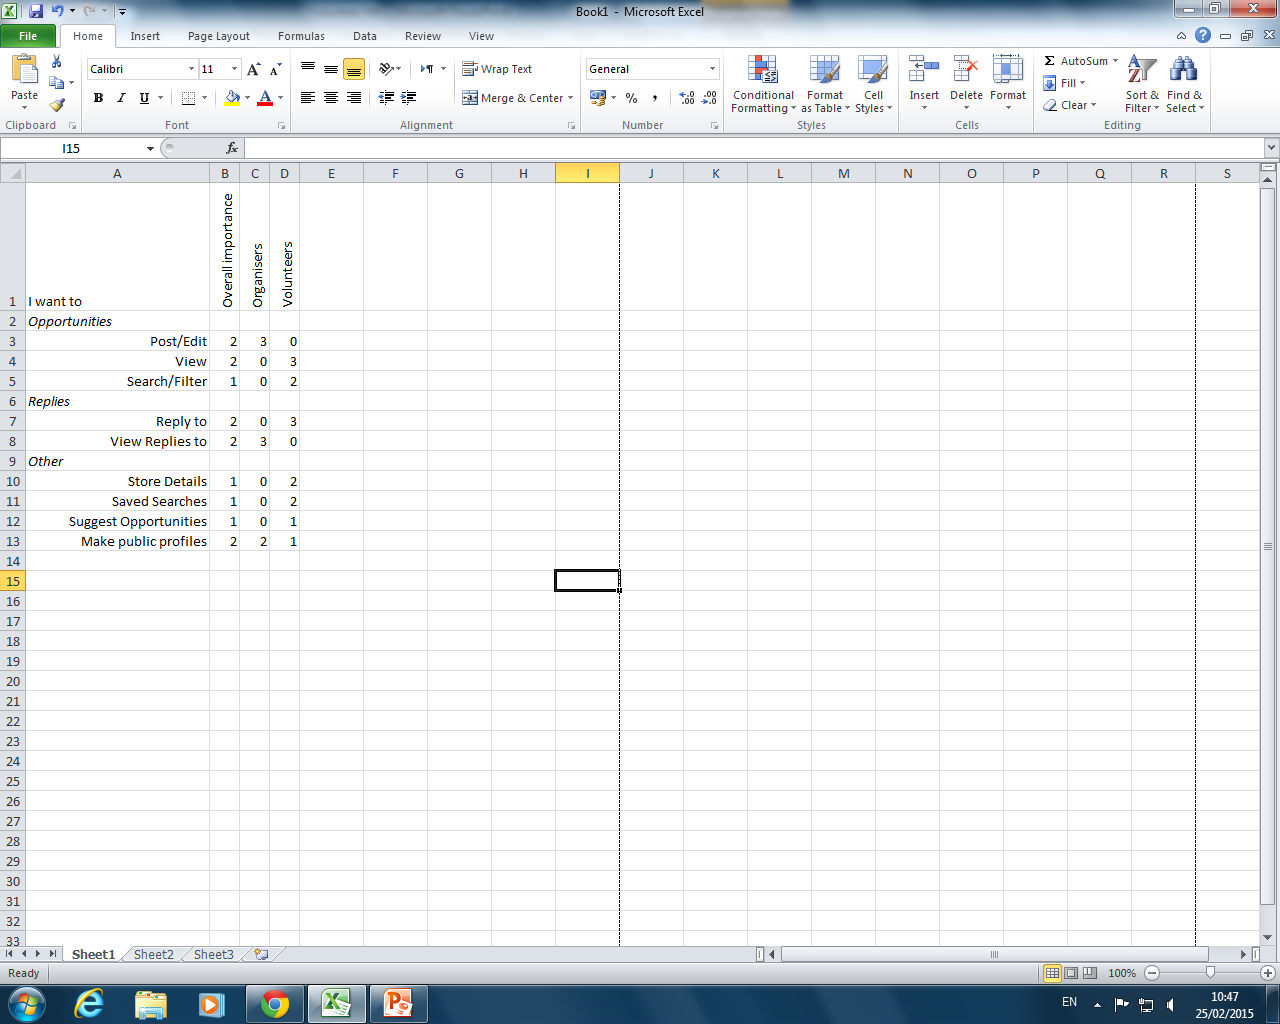 Book1 - Microsoft Excel
File Home Insert Page Layout Formulas Data Review View
Calibri 11 Wrap Text General AutoSum
Paste Merge & Center Conditional Formatting Format as Table Cell Styles Insert Delete Format Fill Clear Sort & Filter Find & Select
Clipboard Font Alignment Number Styles Cells Editing
I15 fx
A B C D E F G H I J K L M N O P Q R S
1 I want to Overall importance Organisers Volunteers
2 Opportunities
3 Post/Edit 2 3 0
4 View 2 0 3
5 Search/Filter 1 0 2
6 Replies
7 Reply to 2 0 3
8 View Replies to 2 3 0
9 Other
10 Store Details 1 0 2
11 Saved Searches 1 0 2
12 Suggest Opportunities 1 0 1
13 Make public profiles 2 2 1
14
15
16
17
18
19
20
21
22
23
24
25
26
27
28
29
30
31
32
33
Sheet1 Sheet2 Sheet3
Ready 100%
EN 10:47
25/02/2015